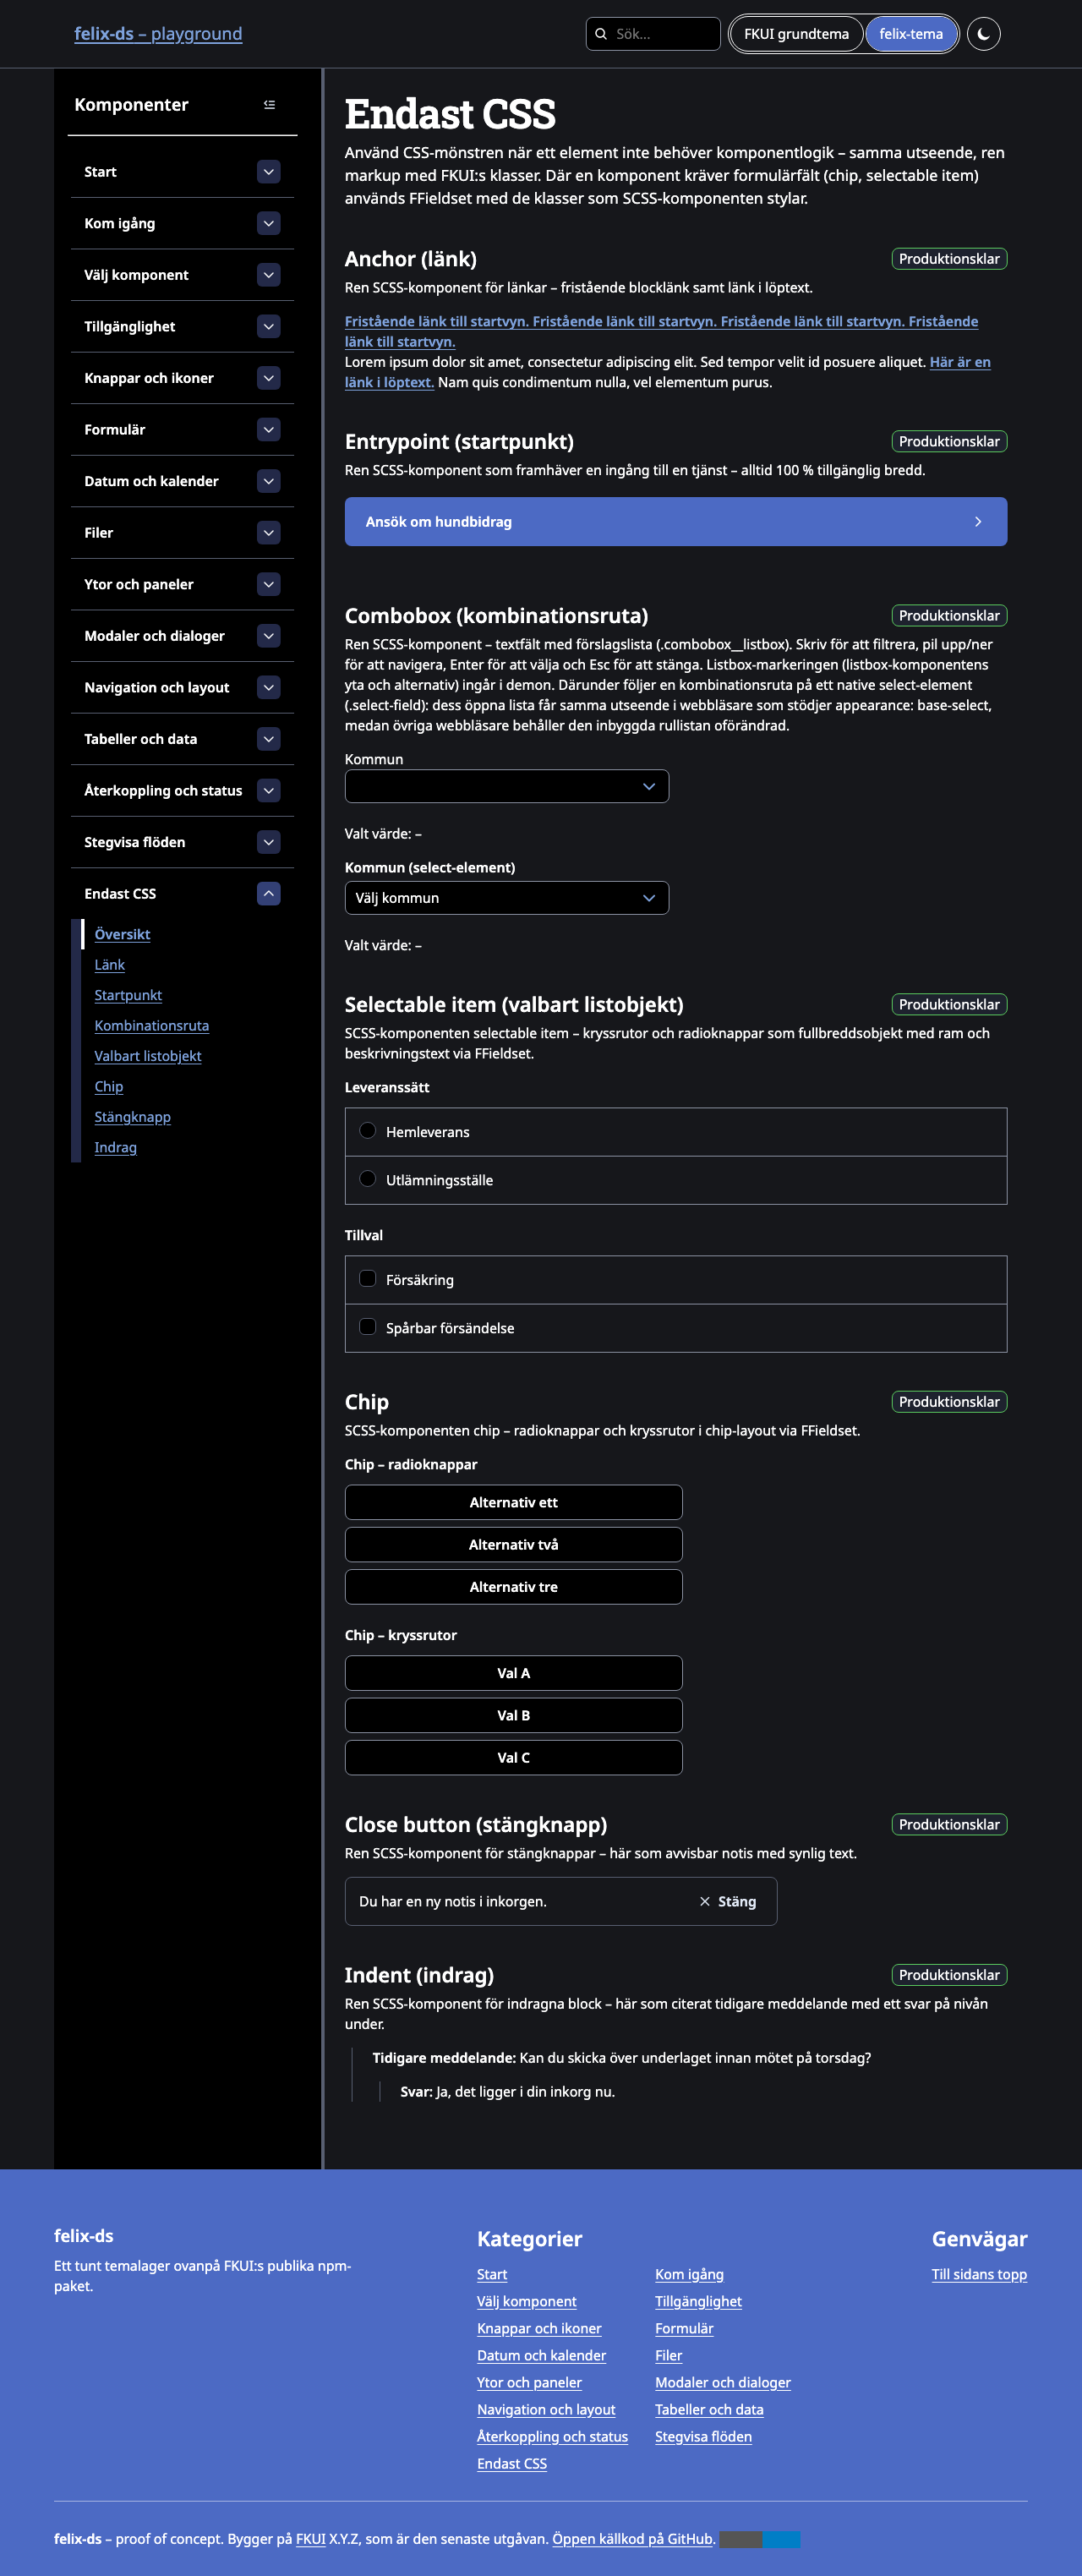 felix-ds – playground
Sök...
FKUI grundtema
felix-tema
Komponenter
Start
Kom igång
Välj komponent
Tillgänglighet
Knappar och ikoner
Formulär
Datum och kalender
Filer
Ytor och paneler
Modaler och dialoger
Navigation och layout
Tabeller och data
Återkoppling och status
Stegvisa flöden
Endast CSS
Översikt
Länk
Startpunkt
Kombinationsruta
Valbart listobjekt
Chip
Stängknapp
Indrag
Endast CSS
Använd CSS-mönstren när ett element inte behöver komponentlogik – samma utseende, ren
markup med FKUI:s klasser. Där en komponent kräver formulärfält (chip, selectable item)
används FFieldset med de klasser som SCSS-komponenten stylar.
Anchor (länk)
Produktionsklar
Ren SCSS-komponent för länkar – fristående blocklänk samt länk i löptext.
Fristående länk till startvyn. Fristående länk till startvyn. Fristående länk till startvyn. Fristående
länk till startvyn.
Lorem ipsum dolor sit amet, consectetur adipiscing elit. Sed tempor velit id posuere aliquet. Här är en
länk i löptext. Nam quis condimentum nulla, vel elementum purus.
Entrypoint (startpunkt)
Produktionsklar
Ren SCSS-komponent som framhäver en ingång till en tjänst – alltid 100 % tillgänglig bredd.
Ansök om hundbidrag
Combobox (kombinationsruta)
Produktionsklar
Ren SCSS-komponent – textfält med förslagslista (.combobox__listbox). Skriv för att filtrera, pil upp/ner
för att navigera, Enter för att välja och Esc för att stänga. Listbox-markeringen (listbox-komponentens
yta och alternativ) ingår i demon. Därunder följer en kombinationsruta på ett native select-element
(.select-field): dess öppna lista får samma utseende i webbläsare som stödjer appearance: base-select,
medan övriga webbläsare behåller den inbyggda rullistan oförändrad.
Kommun
Valt värde: –
Kommun (select-element)
Välj kommun
Valt värde: –
Selectable item (valbart listobjekt)
Produktionsklar
SCSS-komponenten selectable item – kryssrutor och radioknappar som fullbreddsobjekt med ram och
beskrivningstext via FFieldset.
Leveranssätt
Hemleverans
Utlämningsställe
Tillval
Försäkring
Spårbar försändelse
Chip
Produktionsklar
SCSS-komponenten chip – radioknappar och kryssrutor i chip-layout via FFieldset.
Chip – radioknappar
Alternativ ett
Alternativ två
Alternativ tre
Chip – kryssrutor
Val A
Val B
Val C
Close button (stängknapp)
Produktionsklar
Ren SCSS-komponent för stängknappar – här som avvisbar notis med synlig text.
Du har en ny notis i inkorgen.
Stäng
Indent (indrag)
Produktionsklar
Ren SCSS-komponent för indragna block – här som citerat tidigare meddelande med ett svar på nivån
under.
Tidigare meddelande: Kan du skicka över underlaget innan mötet på torsdag?
Svar: Ja, det ligger i din inkorg nu.
felix-ds
Ett tunt temalager ovanpå FKUI:s publika npm-
paket.
Kategorier
Start
Kom igång
Välj komponent
Tillgänglighet
Knappar och ikoner
Formulär
Datum och kalender
Filer
Ytor och paneler
Modaler och dialoger
Navigation och layout
Tabeller och data
Återkoppling och status
Stegvisa flöden
Endast CSS
Genvägar
Till sidans topp
felix-ds – proof of concept. Bygger på FKUI X.Y.Z, som är den senaste utgåvan. Öppen källkod på GitHub.